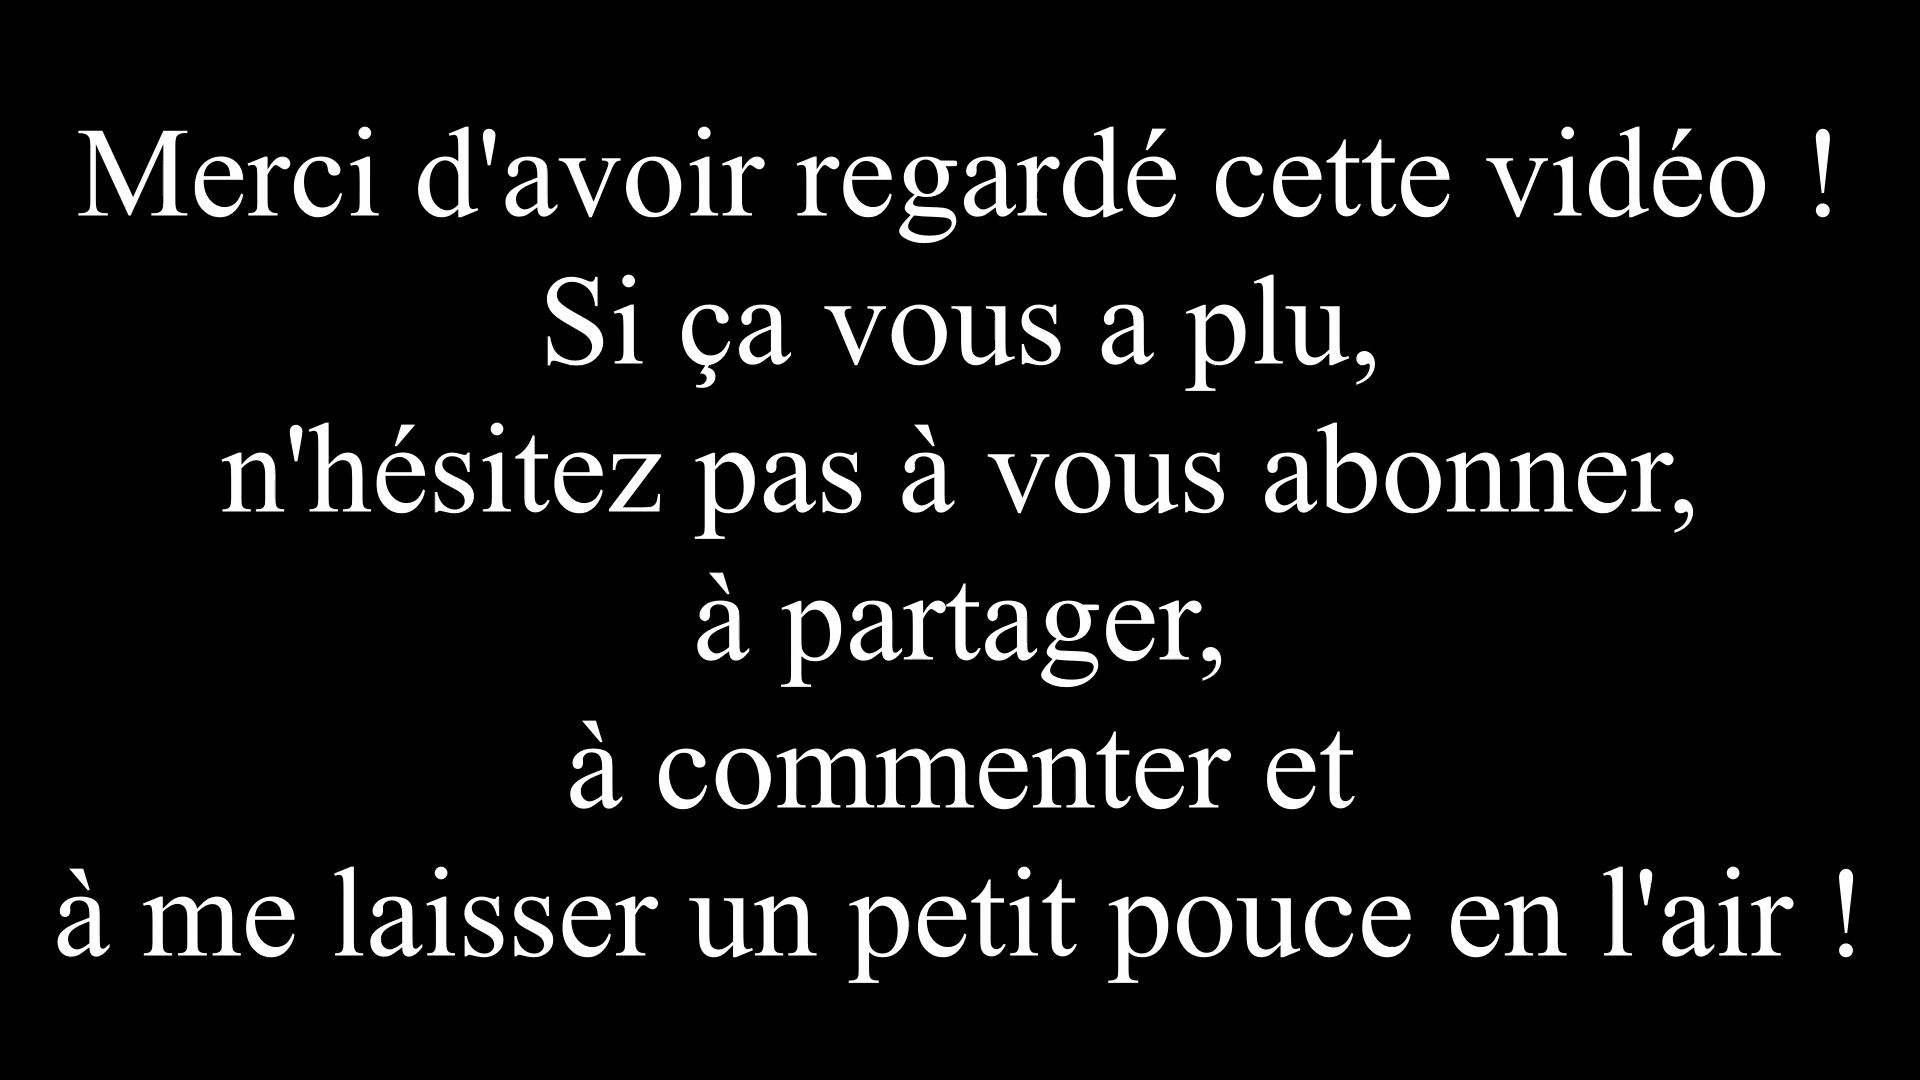 Merci d'avoir regardé cette vidéo !
Si ça vous a plu,
n'hésitez pas à vous abonner,
à partager,
à commenter et
à me laisser un petit pouce en l'air !